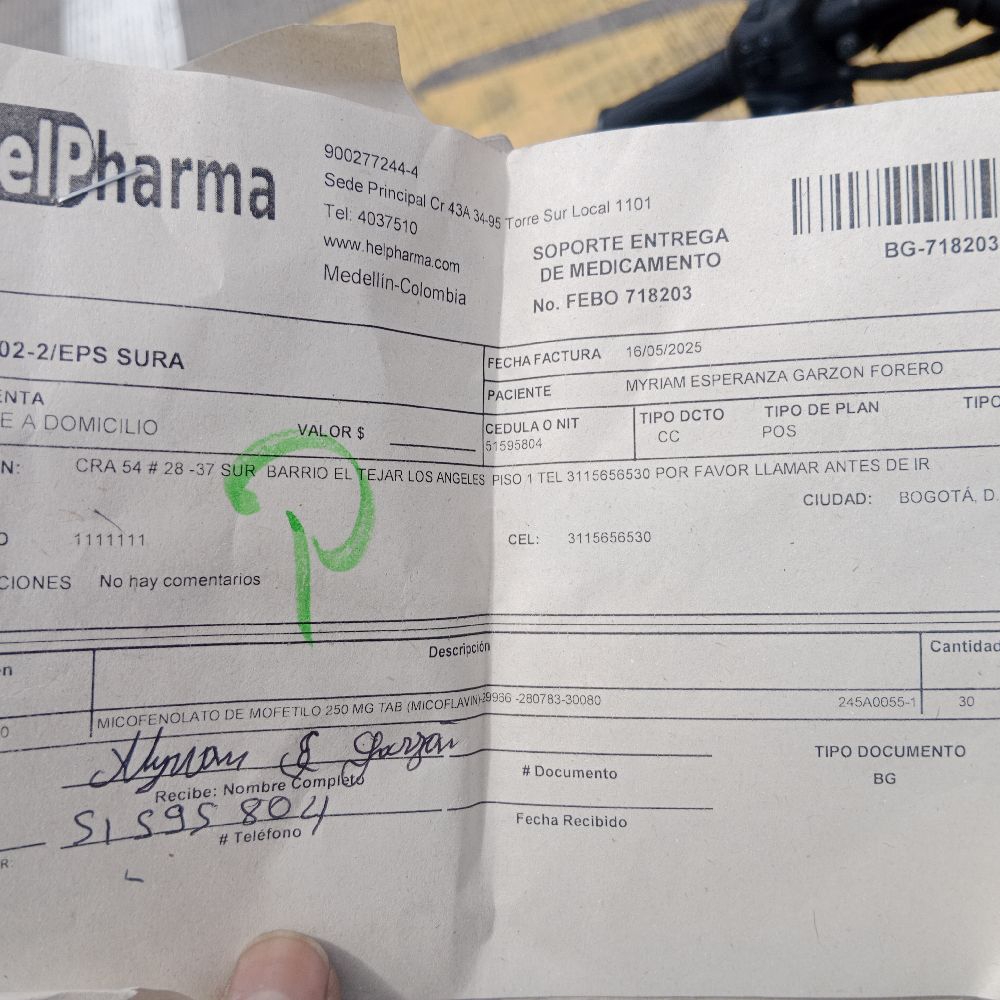 elPharma
900277244-4
Sede Principal Cr 43A 34-95 Torre Sur Local 1101
Tel: 4037510
www.helpharma.com
Medellín-Colombia
SOPORTE ENTREGA
DE MEDICAMENTO
No. FEBO 718203
BG-718203
02-2/EPS SURA
FECHA FACTURA 16/05/2025
PACIENTE MYRIAM ESPERANZA GARZON FORERO
ENTA
E A DOMICILIO
VALOR $
CEDULA O NIT
51595804
TIPO DCTO
CC
TIPO DE PLAN
POS
TIPO
N: CRA 54 # 28 -37 SUR BARRIO EL TEJAR LOS ANGELES PISO 1 TEL 3115656530 POR FAVOR LLAMAR ANTES DE IR
CIUDAD: BOGOTÁ, D.
O 1111111
CEL: 3115656530
CIONES No hay comentarios
P
n Descripción Cantidad
0 MICOFENOLATO DE MOFETILO 250 MG TAB (MICOFLAVIN)-29966 -280783-30080 245A0055-1 30
Myriam E Garzón
Recibe: Nombre Completo
# Documento
TIPO DOCUMENTO
BG
51595804
# Teléfono
Fecha Recibido
R: